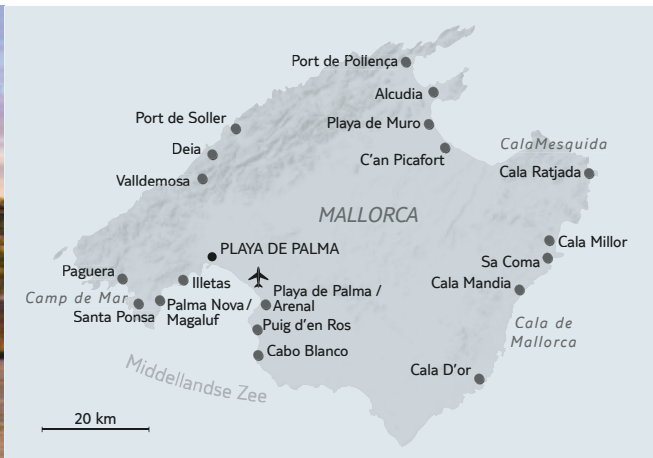 Port de Pollença
Alcudia
Port de Soller
Playa de Muro
CalaMesquida
Deia
C'an Picafort
Cala Ratjada
Valldemosa
MALLORCA
PLAYA DE PALMA
Cala Millor
Sa Coma
Paguera
Illetas
Cala Mandia
Playa de Palma /
Arenal
Camp de Mar
Palma Nova /
Magaluf
Santa Ponsa
Puig d'en Ros
Cala de
Mallorca
Cabo Blanco
Cala D'or
Middellandse Zee
20 km